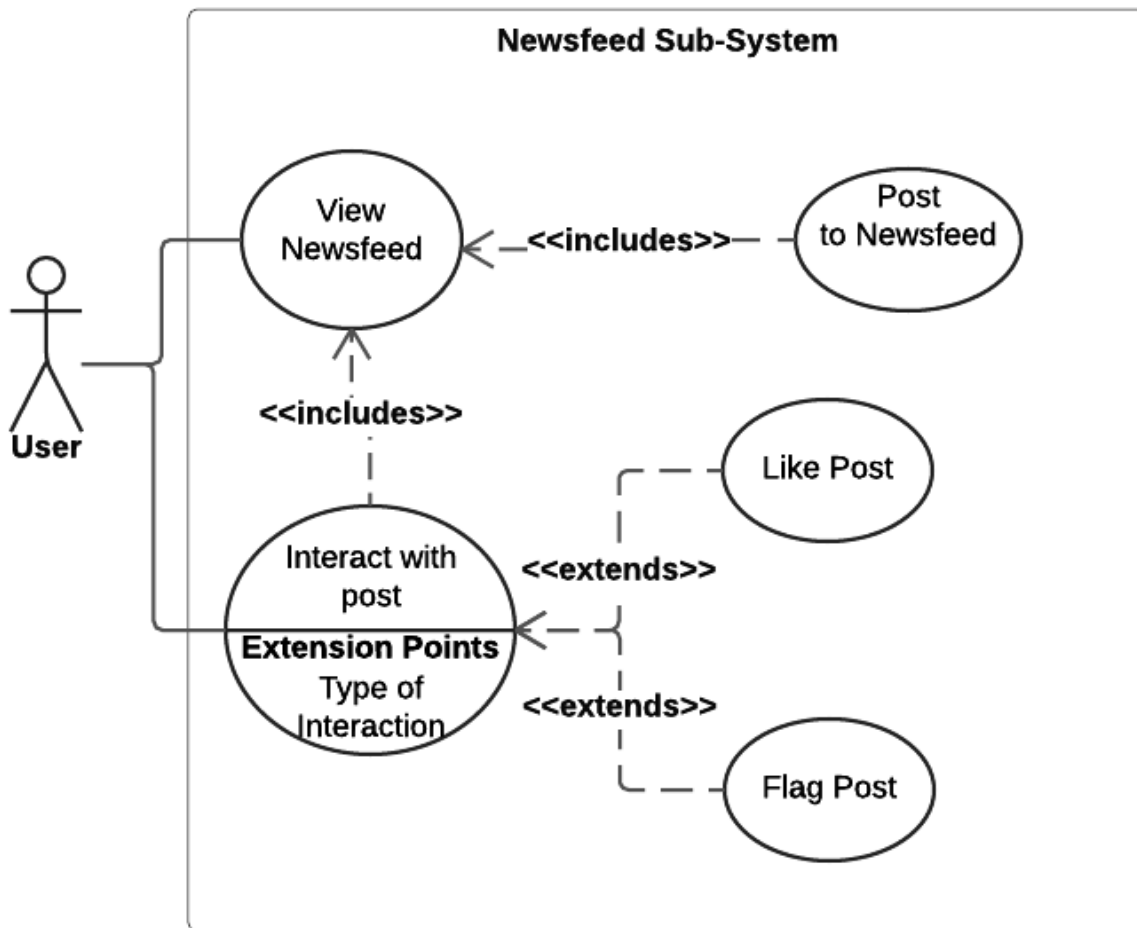 Newsfeed Sub-System
View
Newsfeed
<<includes>>
Post
to Newsfeed
User
<<includes>>
Like Post
Interact with
post
<<extends>>
Extension Points
Type of
Interaction
<<extends>>
Flag Post